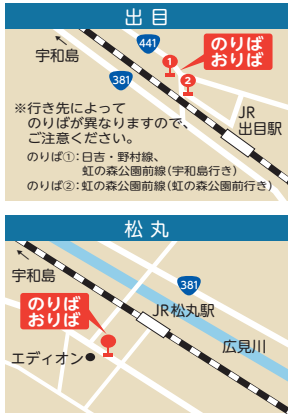 出目
441
のりば
おりば
宇和島
381
1
2
※行き先によって
のりばが異なりますので、
ご注意ください。
JR
出目駅
のりば①:日吉・野村線、
虹の森公園前線(宇和島行き)
のりば②:虹の森公園前線(虹の森公園前行き)
松丸
宇和島
381
のりば
おりば
JR松丸駅
広見川
エディオン